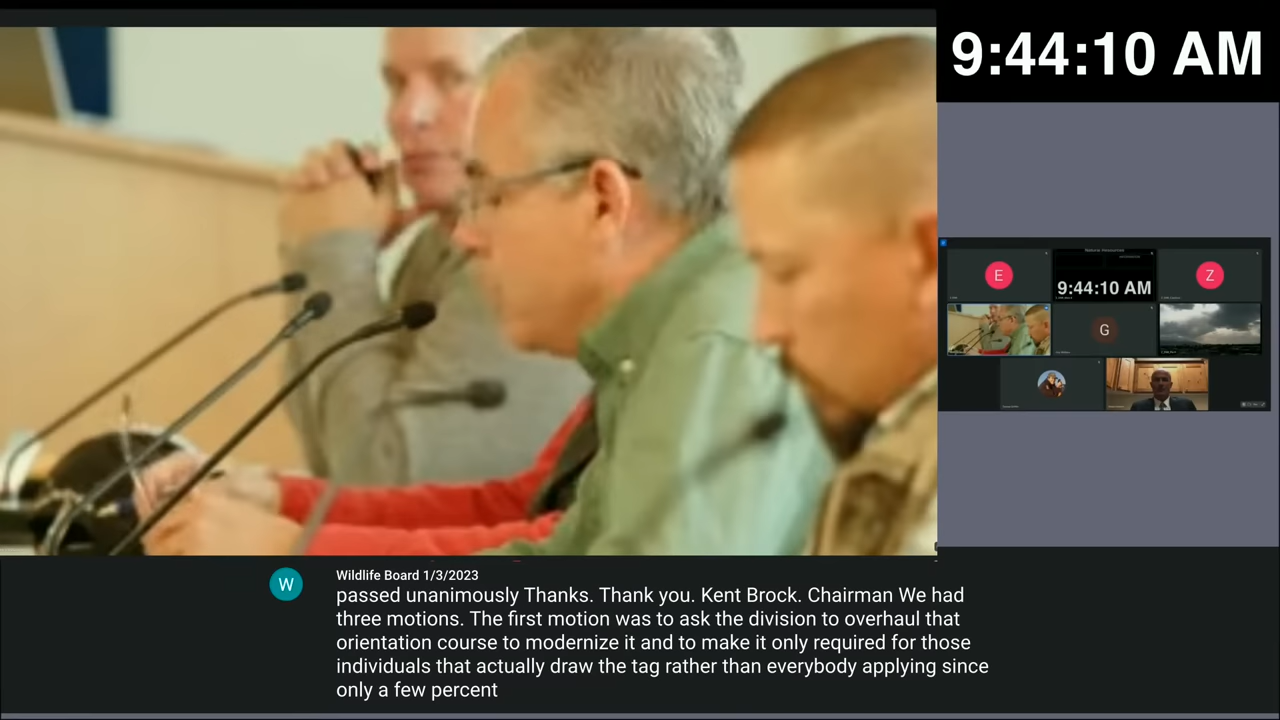 9:44:10 AM
E
9:44:10 AM
Z
G
W
Wildlife Board 1/3/2023
passed unanimously Thanks. Thank you. Kent Brock. Chairman We had
three motions. The first motion was to ask the division to overhaul that
orientation course to modernize it and to make it only required for those
individuals that actually draw the tag rather than everybody applying since
only a few percent